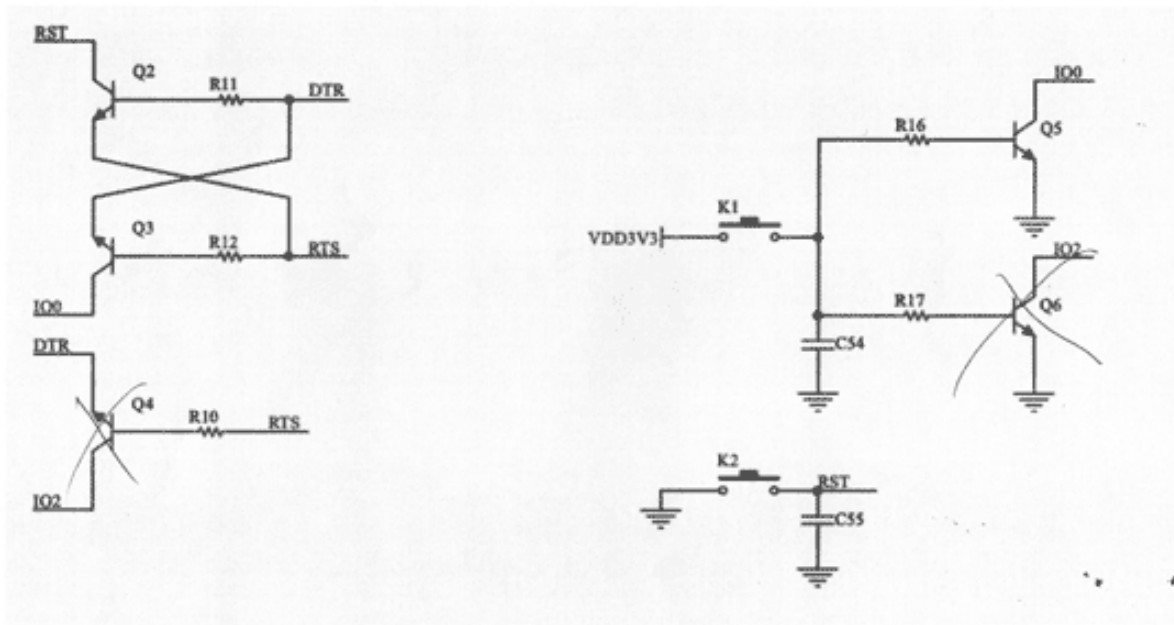 RST
Q2
R11
DTR
Q3
R12
RTS
IO0
DTR
Q4
R10
RTS
IO2
IO0
R16
Q5
K1
VDD3V3
IO2
R17
Q6
C54
K2
RST
C55